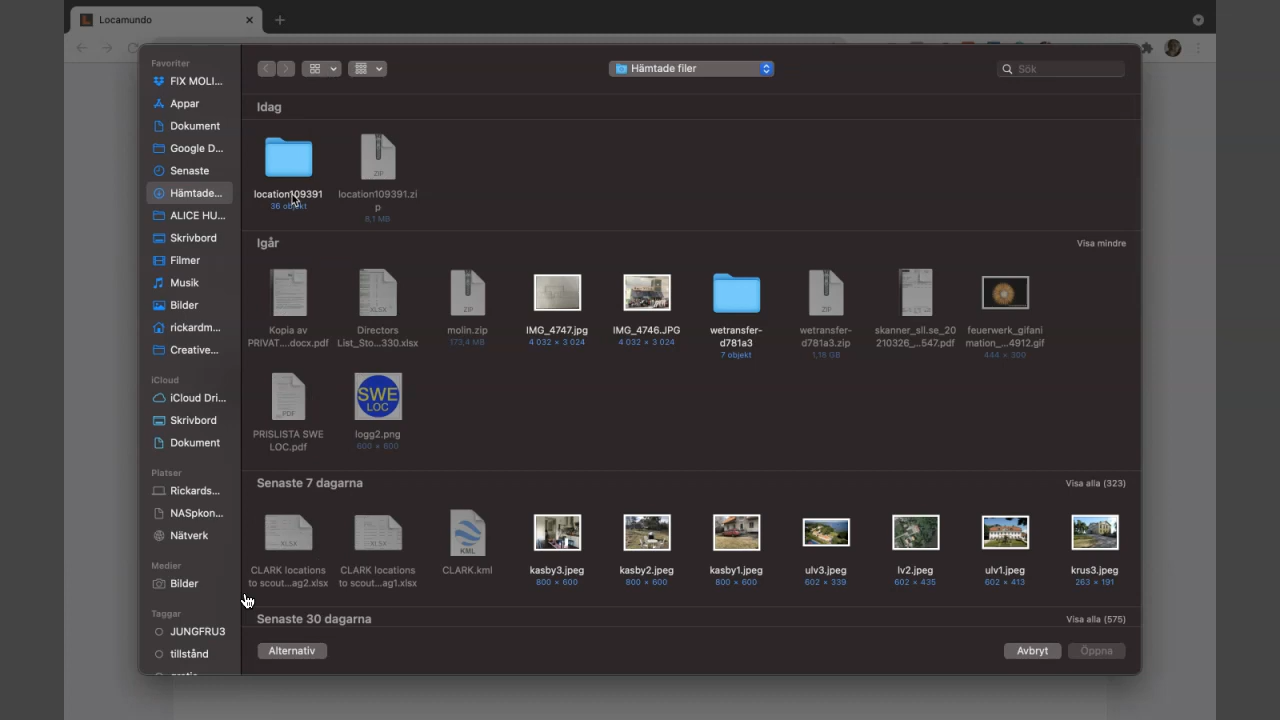 Locamundo
Favoriter
FIX MOLI...
Appar
Dokument
Google D...
Senaste
Hämtade...
ALICE HU...
Skrivbord
Filmer
Musik
Bilder
rickardm...
Creative...
iCloud
iCloud Dri...
Skrivbord
Dokument
Platser
Rickards...
NASpkon...
Nätverk
Medier
Bilder
Taggar
JUNGFRU3
tillstånd
Hämtade filer
Sök
Idag
location109391
36 objekt
location109391.zi
p
8,1 MB
ZIP
Igår
Visa mindre
Kopia av
PRIVAT....docx.pdf
Directors
List_Sto...330.xlsx
ZIP
molin.zip
173,4 MB
IMG_4747.jpg
4 032 × 3 024
IMG_4746.JPG
4 032 × 3 024
wetransfer-
d781a3
7 objekt
ZIP
wetransfer-
d781a3.zip
1,18 GB
skanner_sll.se_20
210326_...547.pdf
feuerwerk_gifani
mation_...4912.gif
444 × 300
PDF
PRISLISTA SWE
LOC.pdf
SWE
LOC
logg2.png
600 × 600
Senaste 7 dagarna
Visa alla (323)
XLSX
CLARK locations
to scout...ag2.xlsx
XLSX
CLARK locations
to scout...ag1.xlsx
KML
CLARK.kml
kasby3.jpeg
800 × 600
kasby2.jpeg
800 × 600
kasby1.jpeg
800 × 600
ulv3.jpeg
602 × 339
lv2.jpeg
602 × 435
ulv1.jpeg
602 × 413
krus3.jpeg
263 × 191
Senaste 30 dagarna
Visa alla (575)
Alternativ
Avbryt
Öppna